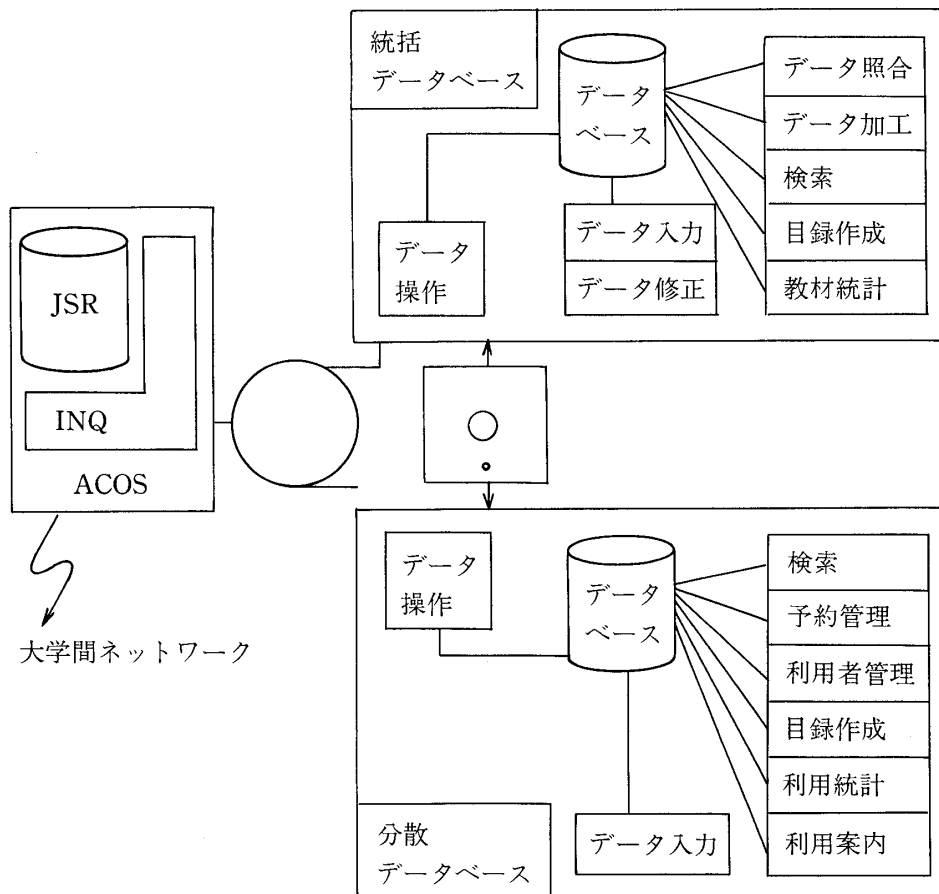 統括
データベース
データ
ベース
データ照合
データ加工
検索
目録作成
教材統計
データ
操作
データ入力
データ修正
JSR
INQ
ACOS
大学間ネットワーク
データ
操作
データ
ベース
検索
予約管理
利用者管理
目録作成
利用統計
利用案内
データ入力
分散
データベース